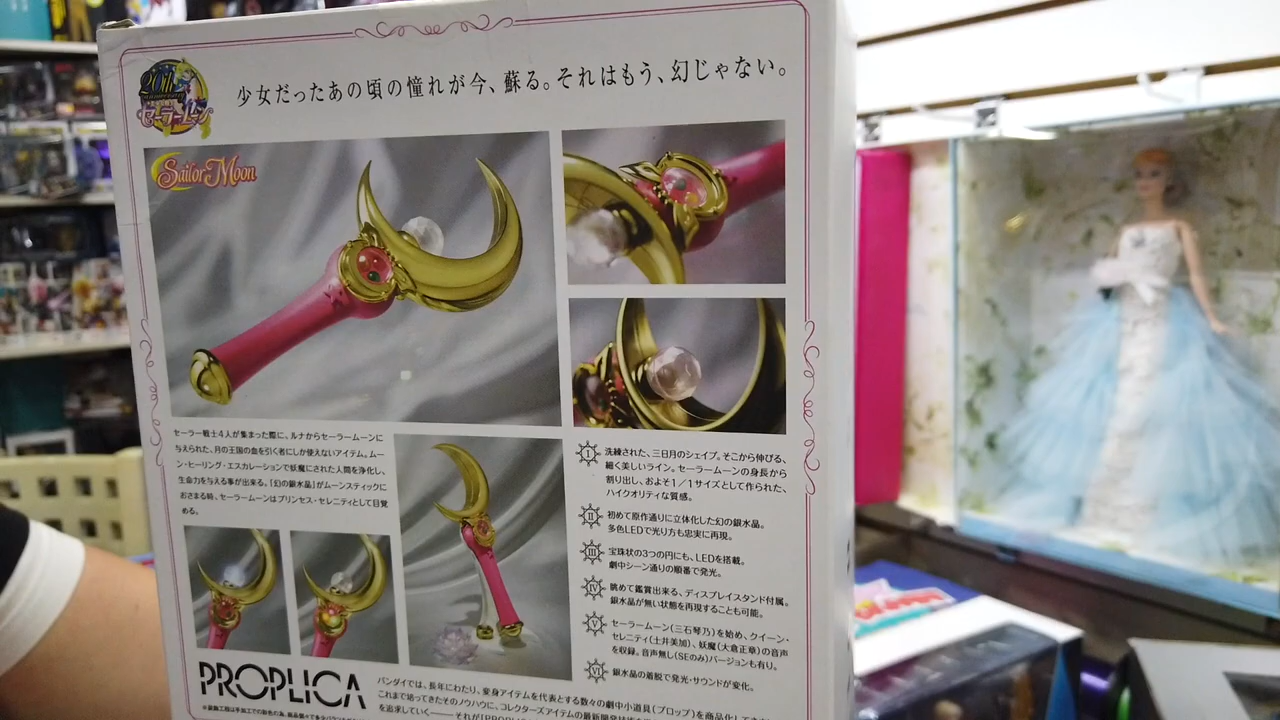 20th
anniversary
セーラームーン
少女だったあの頃の憧れが今、蘇る。それはもう、幻じゃない。
Sailor Moon
セーラー戦士4人が集まった際に、ルナからセーラームーンに
与えられた、月の王国の血を引く者にしか使えないアイテム。ムー
ン・ヒーリング・エスカレーションで妖魔にされた人間を浄化し、
生命力を与える事が出来る。「幻の銀水晶」がムーンスティックに
おさまる時、セーラームーンはプリンセス・セレニティとして目覚
める。
I 洗練された、三日月のシェイプ。そこから伸びる、
細く美しいライン。セーラームーンの身長から
割り出し、およそ1/1サイズとして作られた、
ハイクオリティな質感。
II 初めて原作通りに立体化した幻の銀水晶。
多色LEDで光り方も忠実に再現。
III 宝珠状の3つの円にも、LEDを搭載。
劇中シーン通りの順番で発光。
IV 眺めて鑑賞出来る、ディスプレイスタンド付属。
銀水晶が無い状態を再現することも可能。
V セーラームーン(三石琴乃)を始め、クイーン・
セレニティ(土井美加)、妖魔(大倉正章)の音声
を収録。音声無し(SEのみ)バージョンも有り。
VI 銀水晶の着脱で発光・サウンドが変化。
PROPLICA
バンダイでは、長年にわたり、変身アイテムを代表とする数々の劇中小道具(プロップ)を商品化して
これまで培ってきたそのノウハウに、コレクターズアイテムの最新開発技術を
を追求していく――それが「PROPLI